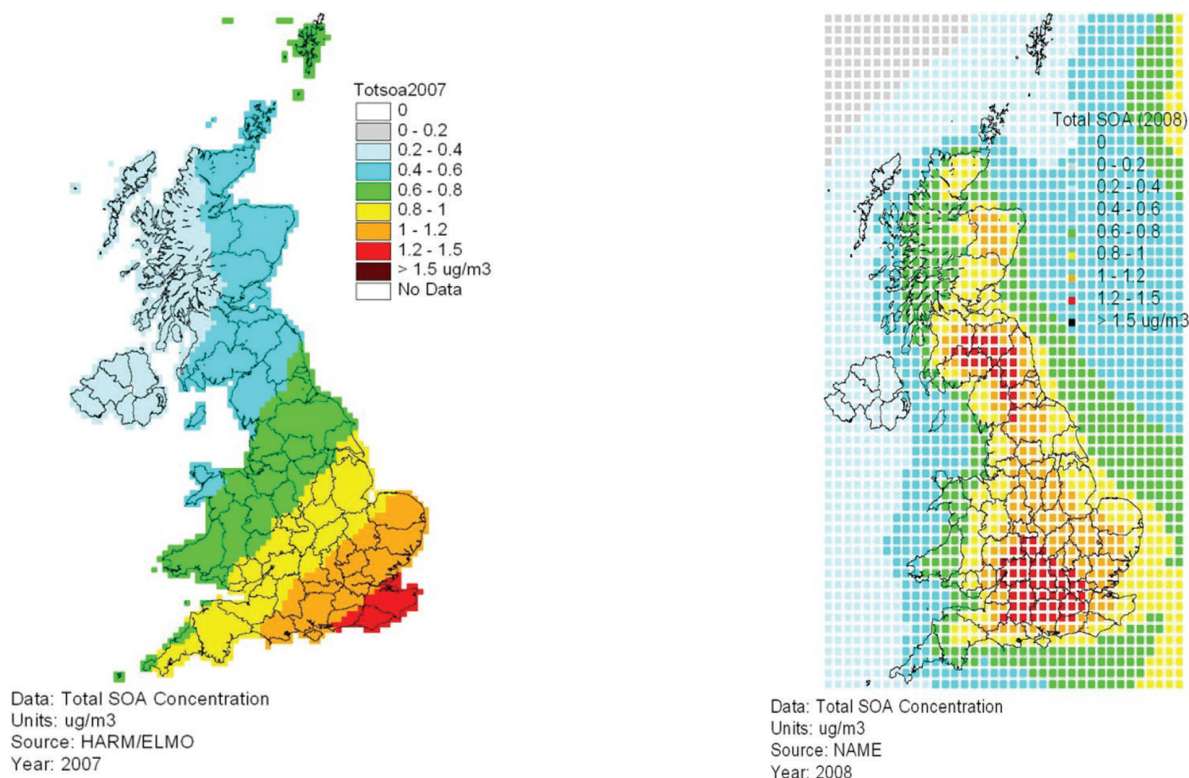 Totsoa2007
0
0 - 0.2
0.2 - 0.4
0.4 - 0.6
0.6 - 0.8
0.8 - 1
1 - 1.2
1.2 - 1.5
> 1.5 ug/m3
No Data
Data: Total SOA Concentration
Units: ug/m3
Source: HARM/ELMO
Year: 2007
Total SOA (2008)
0
0 - 0.2
0.2 - 0.4
0.4 - 0.6
0.6 - 0.8
0.8 - 1
1 - 1.2
1.2 - 1.5
> 1.5 ug/m3
Data: Total SOA Concentration
Units: ug/m3
Source: NAME
Year: 2008